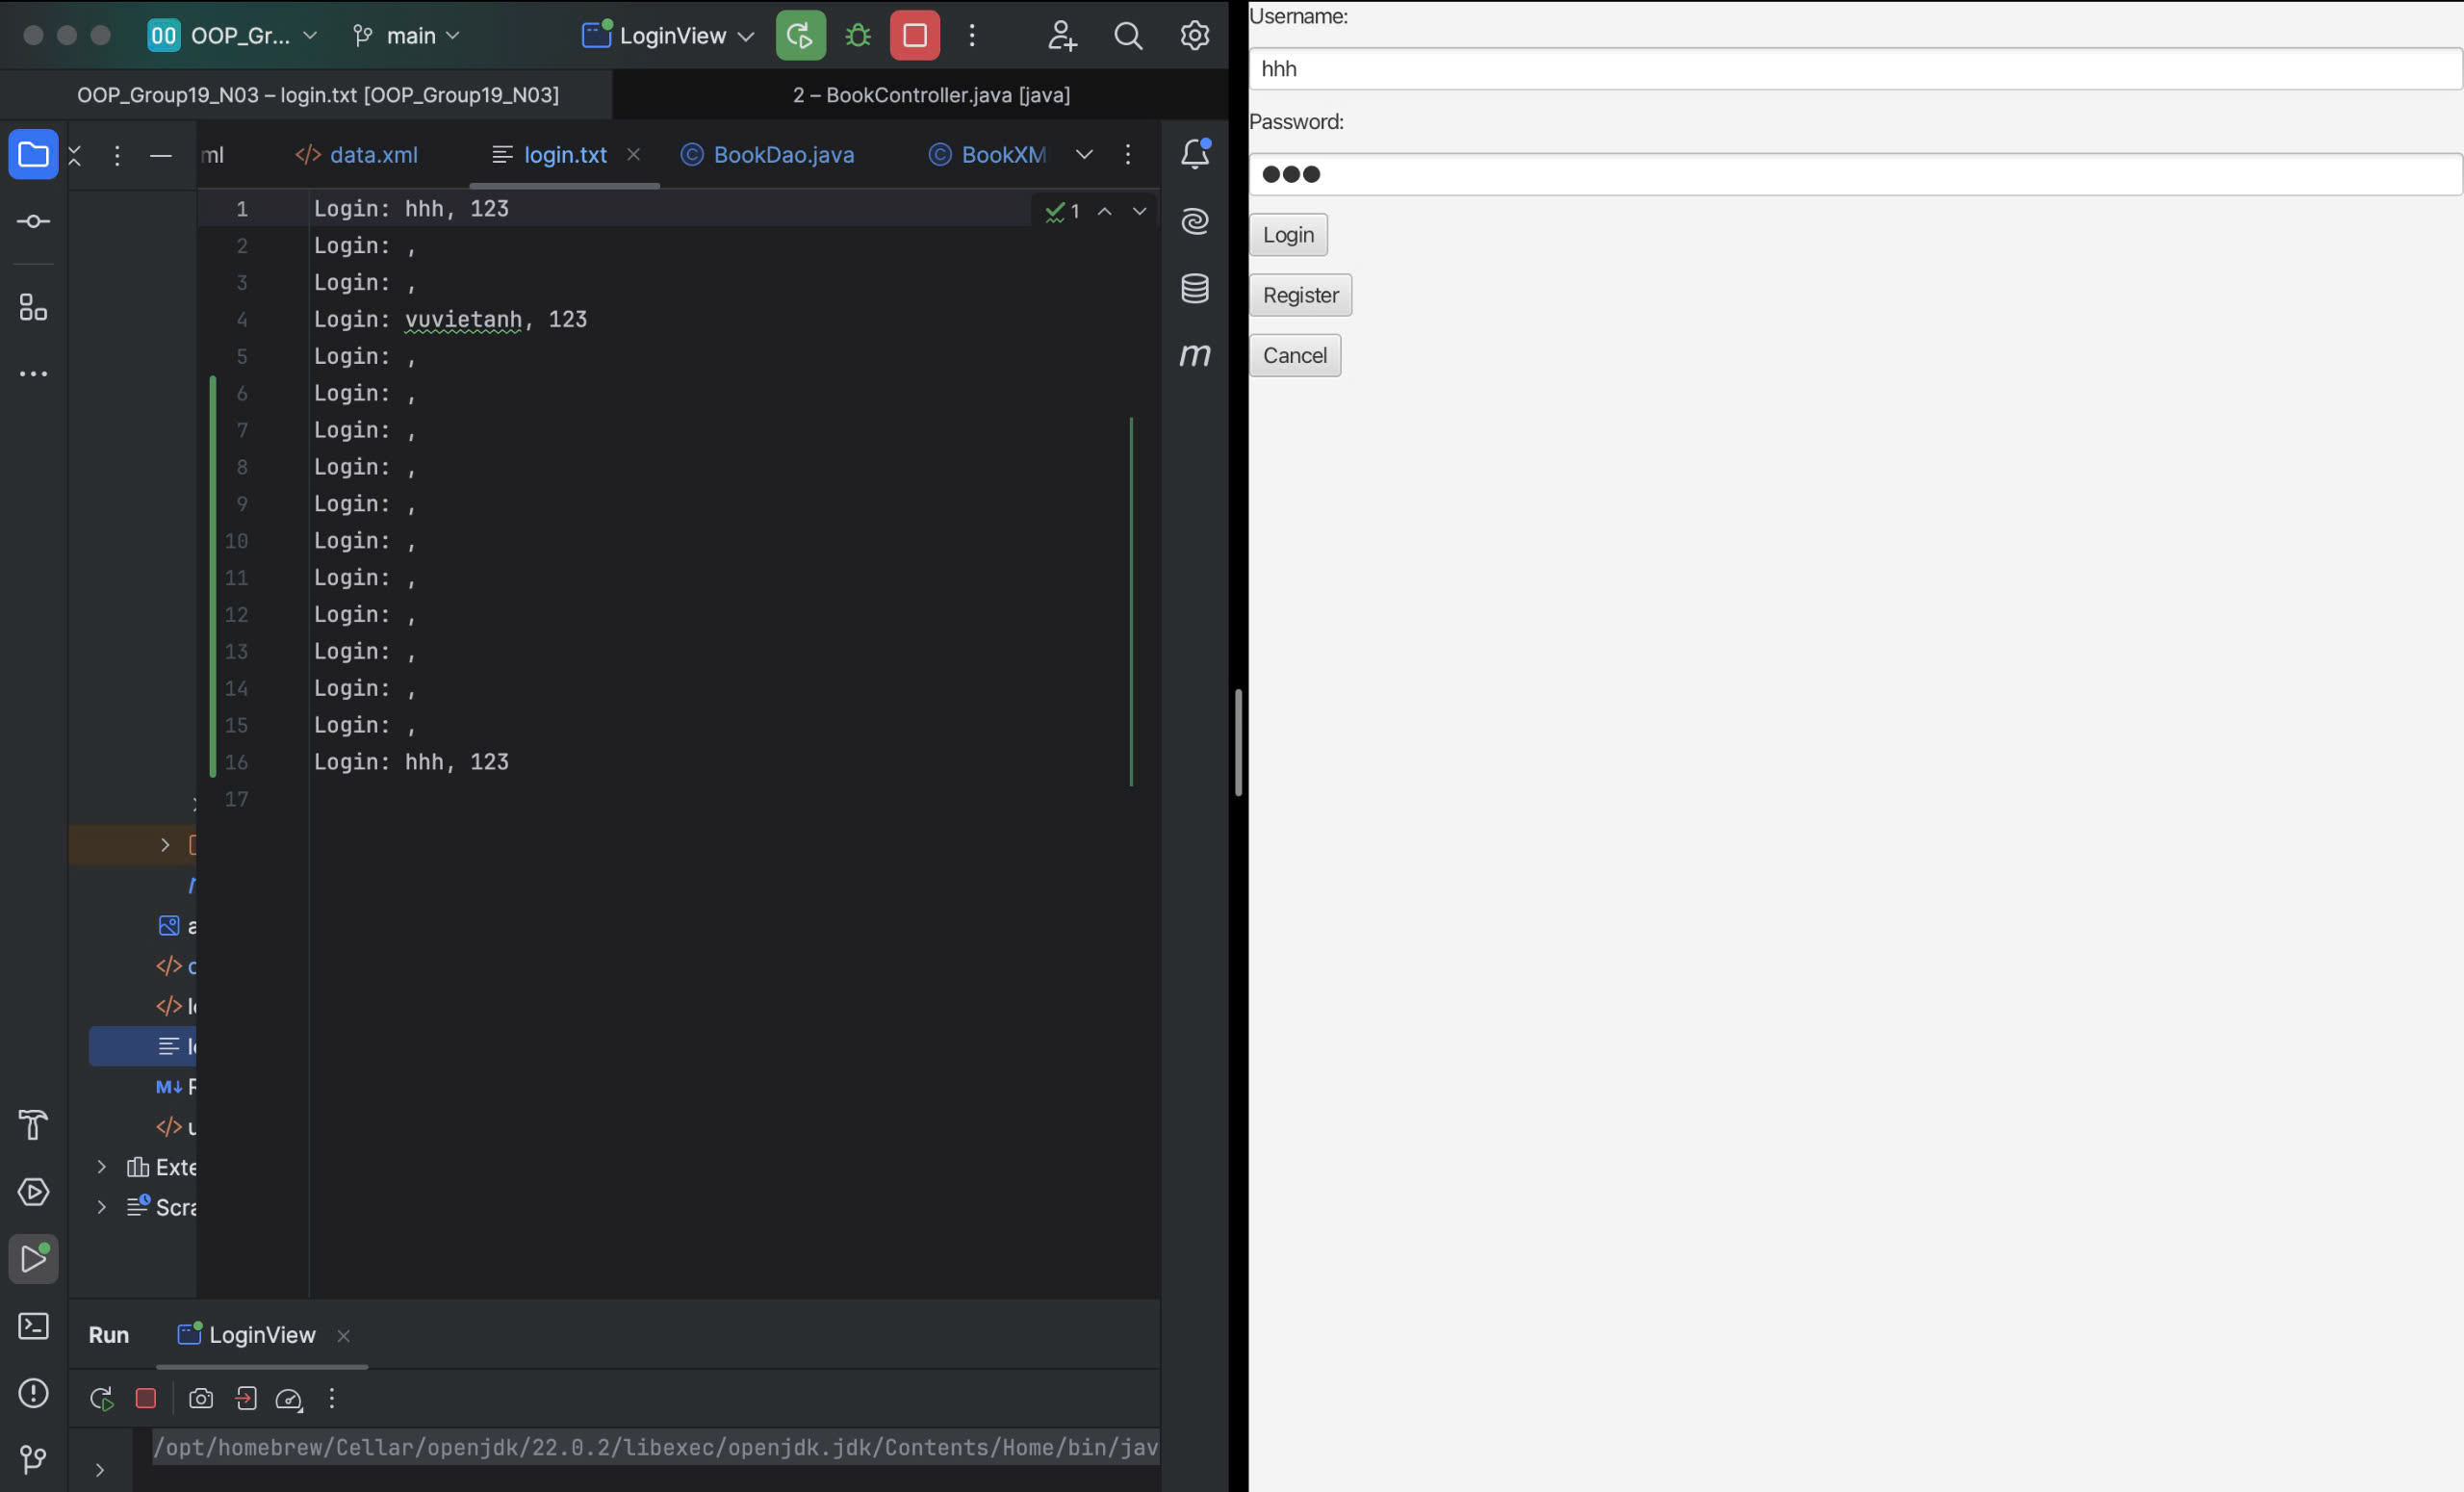 OOP_Gr... main LoginView
OOP_Group19_N03 – login.txt [OOP_Group19_N03] 2 – BookController.java [java]
ml data.xml login.txt BookDao.java BookXM
1 Login: hhh, 123 1
2 Login: ,
3 Login: ,
4 Login: vuvietanh, 123
5 Login: ,
6 Login: ,
7 Login: ,
8 Login: ,
9 Login: ,
10 Login: ,
11 Login: ,
12 Login: ,
13 Login: ,
14 Login: ,
15 Login: ,
16 Login: hhh, 123
17
Exte
Scra
Run LoginView
/opt/homebrew/Cellar/openjdk/22.0.2/libexec/openjdk.jdk/Contents/Home/bin/jav
Username:
hhh
Password:
Login
Register
Cancel